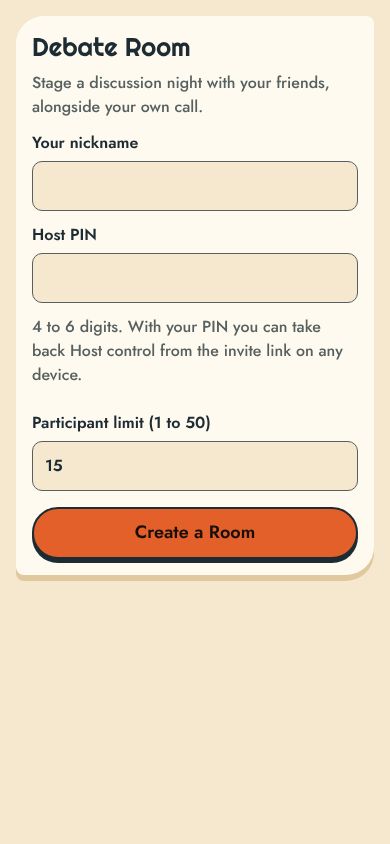 Debate Room
Stage a discussion night with your friends,
alongside your own call.
Your nickname
Host PIN
4 to 6 digits. With your PIN you can take
back Host control from the invite link on any
device.
Participant limit (1 to 50)
15
Create a Room